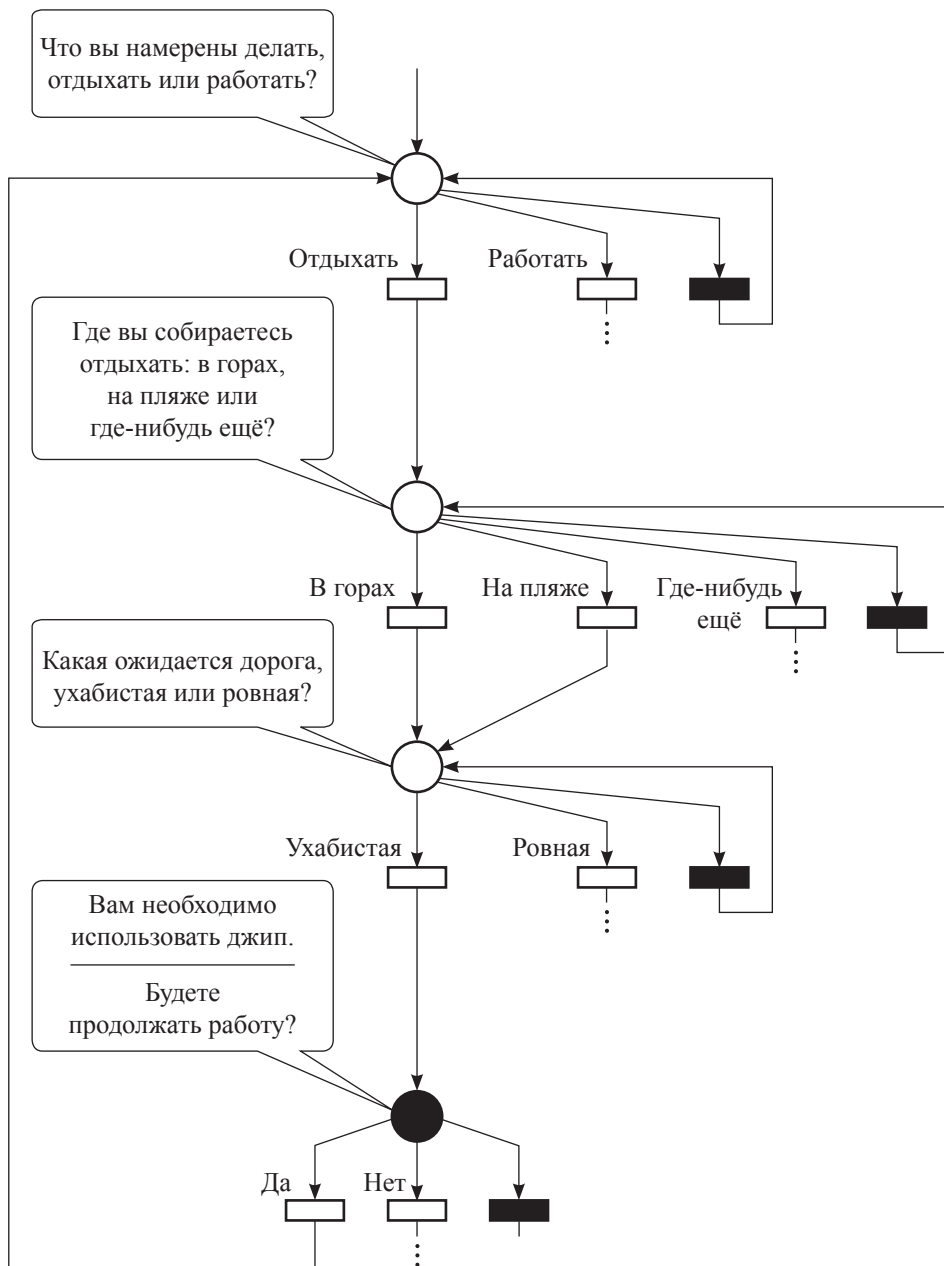 Что вы намерены делать,
отдыхать или работать?
Отдыхать
Работать
Где вы собираетесь
отдыхать: в горах,
на пляже или
где-нибудь ещё?
В горах
На пляже
Где-нибудь
ещё
Какая ожидается дорога,
ухабистая или ровная?
Ухабистая
Ровная
Вам необходимо
использовать джип.
Будете
продолжать работу?
Да
Нет